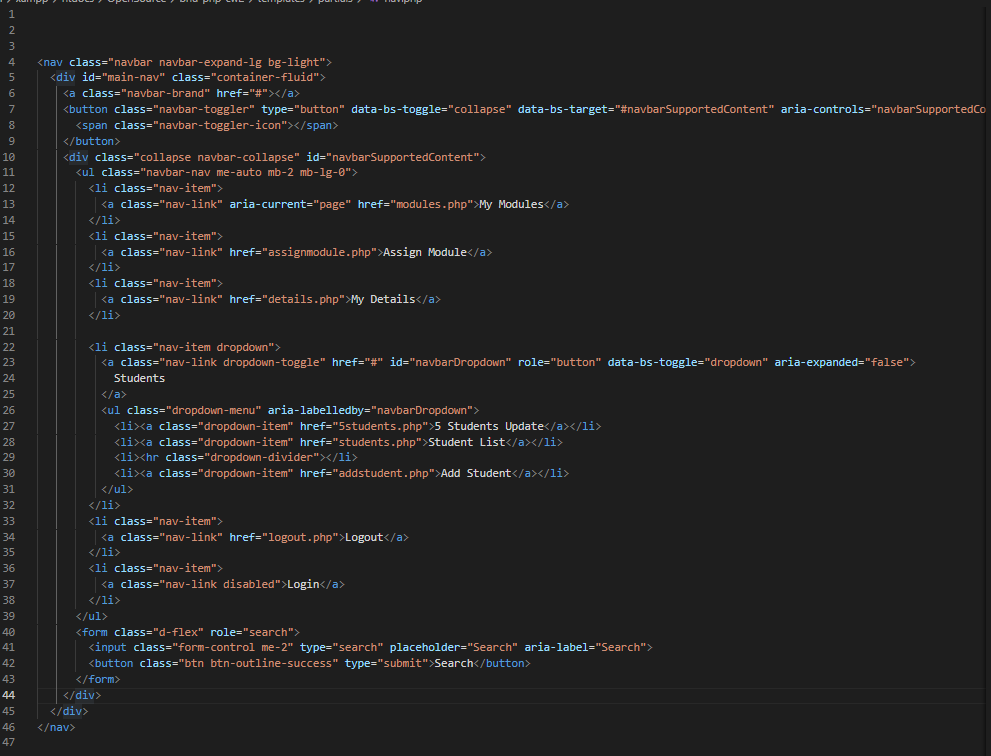 1
2
3
4 <nav class="navbar navbar-expand-lg bg-light">
5 <div id="main-nav" class="container-fluid">
6 <a class="navbar-brand" href="#"></a>
7 <button class="navbar-toggler" type="button" data-bs-toggle="collapse" data-bs-target="#navbarSupportedContent" aria-controls="navbarSupportedCo
8 <span class="navbar-toggler-icon"></span>
9 </button>
10 <div class="collapse navbar-collapse" id="navbarSupportedContent">
11 <ul class="navbar-nav me-auto mb-2 mb-lg-0">
12 <li class="nav-item">
13 <a class="nav-link" aria-current="page" href="modules.php">My Modules</a>
14 </li>
15 <li class="nav-item">
16 <a class="nav-link" href="assignmodule.php">Assign Module</a>
17 </li>
18 <li class="nav-item">
19 <a class="nav-link" href="details.php">My Details</a>
20 </li>
21
22 <li class="nav-item dropdown">
23 <a class="nav-link dropdown-toggle" href="#" id="navbarDropdown" role="button" data-bs-toggle="dropdown" aria-expanded="false">
24 Students
25 </a>
26 <ul class="dropdown-menu" aria-labelledby="navbarDropdown">
27 <li><a class="dropdown-item" href="5students.php">5 Students Update</a></li>
28 <li><a class="dropdown-item" href="students.php">Student List</a></li>
29 <li><hr class="dropdown-divider"></li>
30 <li><a class="dropdown-item" href="addstudent.php">Add Student</a></li>
31 </ul>
32 </li>
33 <li class="nav-item">
34 <a class="nav-link" href="logout.php">Logout</a>
35 </li>
36 <li class="nav-item">
37 <a class="nav-link disabled">Login</a>
38 </li>
39 </ul>
40 <form class="d-flex" role="search">
41 <input class="form-control me-2" type="search" placeholder="Search" aria-label="Search">
42 <button class="btn btn-outline-success" type="submit">Search</button>
43 </form>
44 </div>
45 </div>
46 </nav>
47